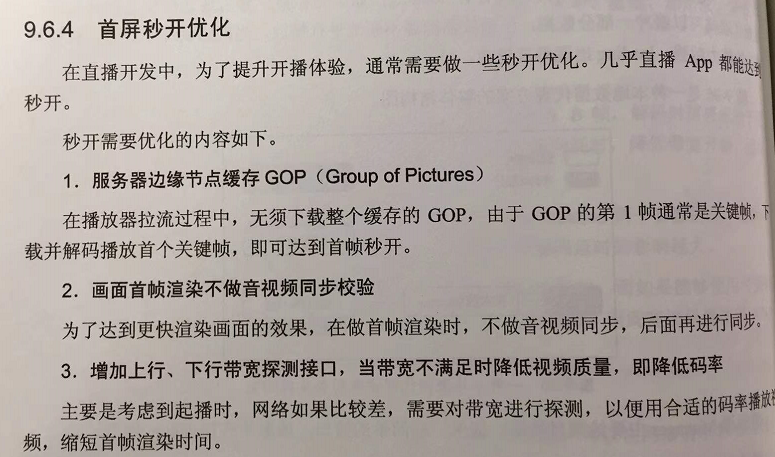 9.6.4 首屏秒开优化
在直播开发中，为了提升开播体验，通常需要做一些秒开优化。几乎直播 App 都能达到
秒开。
秒开需要优化的内容如下。
1．服务器边缘节点缓存 GOP（Group of Pictures）
在播放器拉流过程中，无须下载整个缓存的 GOP，由于 GOP 的第 1 帧通常是关键帧，下
载并解码播放首个关键帧，即可达到首帧秒开。
2．画面首帧渲染不做音视频同步校验
为了达到更快渲染画面的效果，在做首帧渲染时，不做音视频同步，后面再进行同步。
3．增加上行、下行带宽探测接口，当带宽不满足时降低视频质量，即降低码率
主要是考虑到起播时，网络如果比较差，需要对带宽进行探测，以便用合适的码率播放
频，缩短首帧渲染时间。